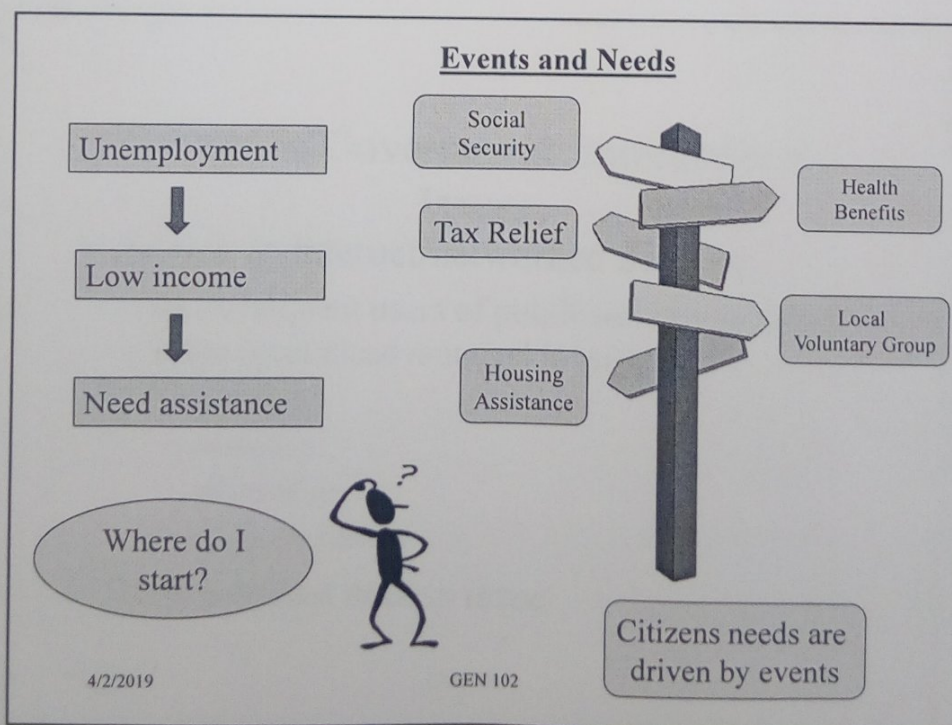 Events and Needs
Unemployment
Low income
Need assistance
Where do I
start?
?
Social
Security
Health
Benefits
Tax Relief
Local
Voluntary Group
Housing
Assistance
Citizens needs are
driven by events
4/2/2019
GEN 102